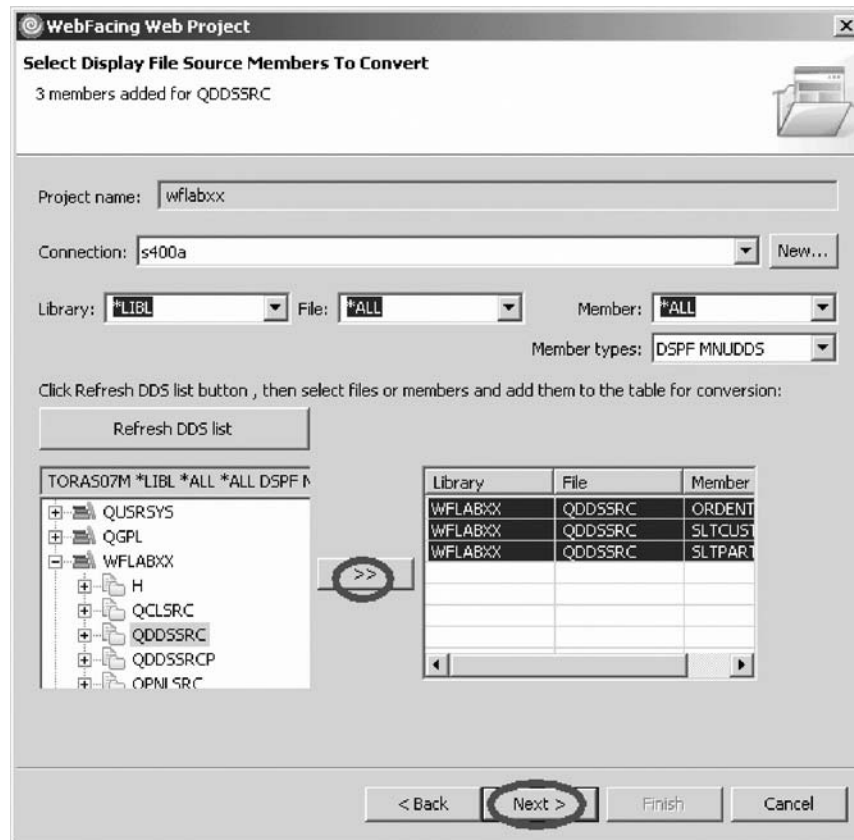 WebFacing Web Project
Select Display File Source Members To Convert
3 members added for QDDSSRC
Project name: wflabxx
Connection: s400a New...
Library: *LIBL File: *ALL Member: *ALL
Member types: DSPF MNUDDS
Click Refresh DDS list button , then select files or members and add them to the table for conversion:
Refresh DDS list
TORAS07M *LIBL *ALL *ALL DSPF
QUSRSYS
QGPL
WFLABXX
H
QCLSRC
QDDSSRC
QDDSSRCP
QPNLSRC
>>
Library File Member
WFLABXX QDDSSRC ORDENT
WFLABXX QDDSSRC SLTCUST
WFLABXX QDDSSRC SLTPART
< Back Next > Finish Cancel